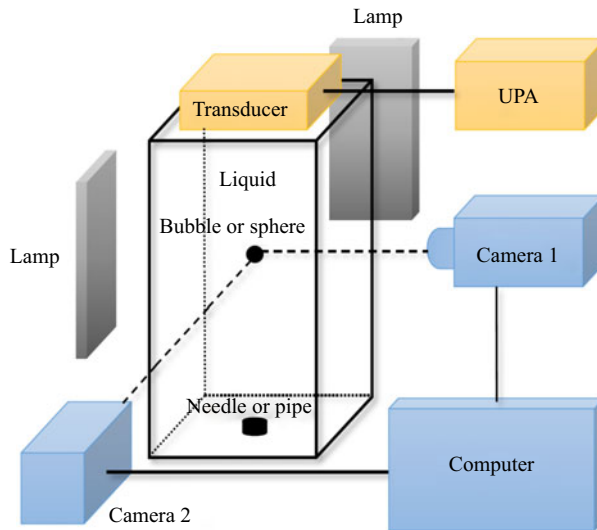 Lamp
Transducer
UPA
Liquid
Bubble or sphere
Lamp
Camera 1
Needle or pipe
Computer
Camera 2